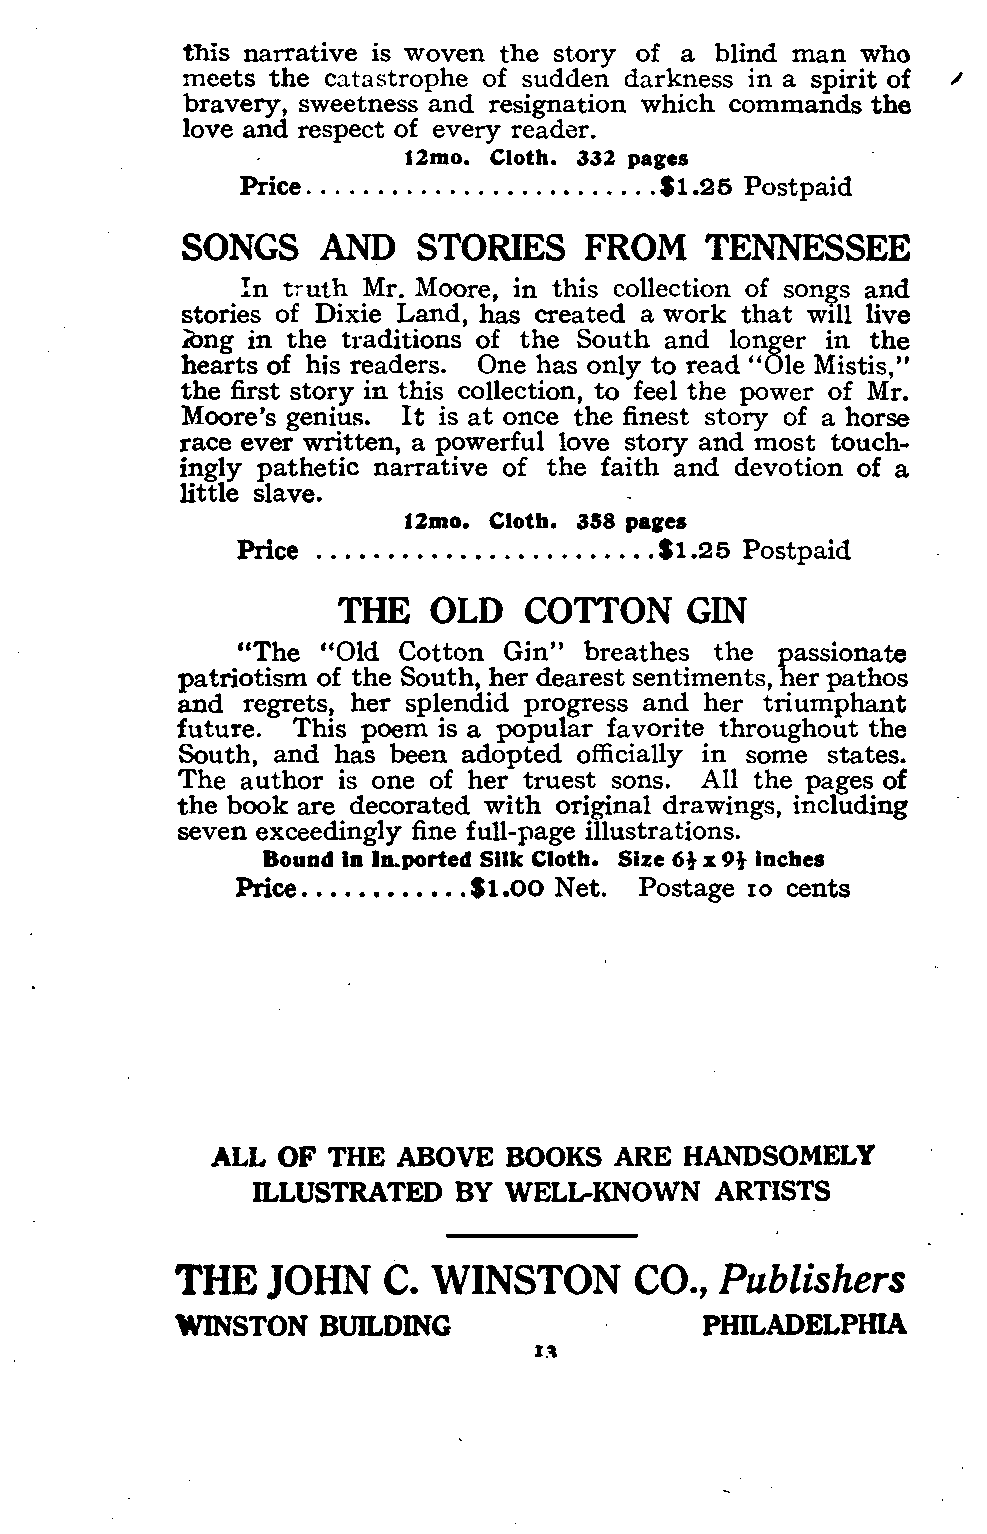 this narrative is woven the story of a blind man who
meets the catastrophe of sudden darkness in a spirit of
bravery, sweetness and resignation which commands the
love and respect of every reader.
12mo. Cloth. 332 pages
Price.........................$1.25 Postpaid
SONGS AND STORIES FROM TENNESSEE
In truth Mr. Moore, in this collection of songs and
stories of Dixie Land, has created a work that will live
long in the traditions of the South and longer in the
hearts of his readers. One has only to read "Ole Mistis,"
the first story in this collection, to feel the power of Mr.
Moore's genius. It is at once the finest story of a horse
race ever written, a powerful love story and most touch-
ingly pathetic narrative of the faith and devotion of a
little slave.
12mo. Cloth. 358 pages
Price ........................$1.25 Postpaid
THE OLD COTTON GIN
"The "Old Cotton Gin" breathes the passionate
patriotism of the South, her dearest sentiments, her pathos
and regrets, her splendid progress and her triumphant
future. This poem is a popular favorite throughout the
South, and has been adopted officially in some states.
The author is one of her truest sons. All the pages of
the book are decorated with original drawings, including
seven exceedingly fine full-page illustrations.
Bound in Imported Silk Cloth. Size 6½ x 9½ inches
Price............$1.00 Net. Postage 10 cents
ALL OF THE ABOVE BOOKS ARE HANDSOMELY
ILLUSTRATED BY WELL-KNOWN ARTISTS
THE JOHN C. WINSTON CO., Publishers
WINSTON BUILDING PHILADELPHIA
13